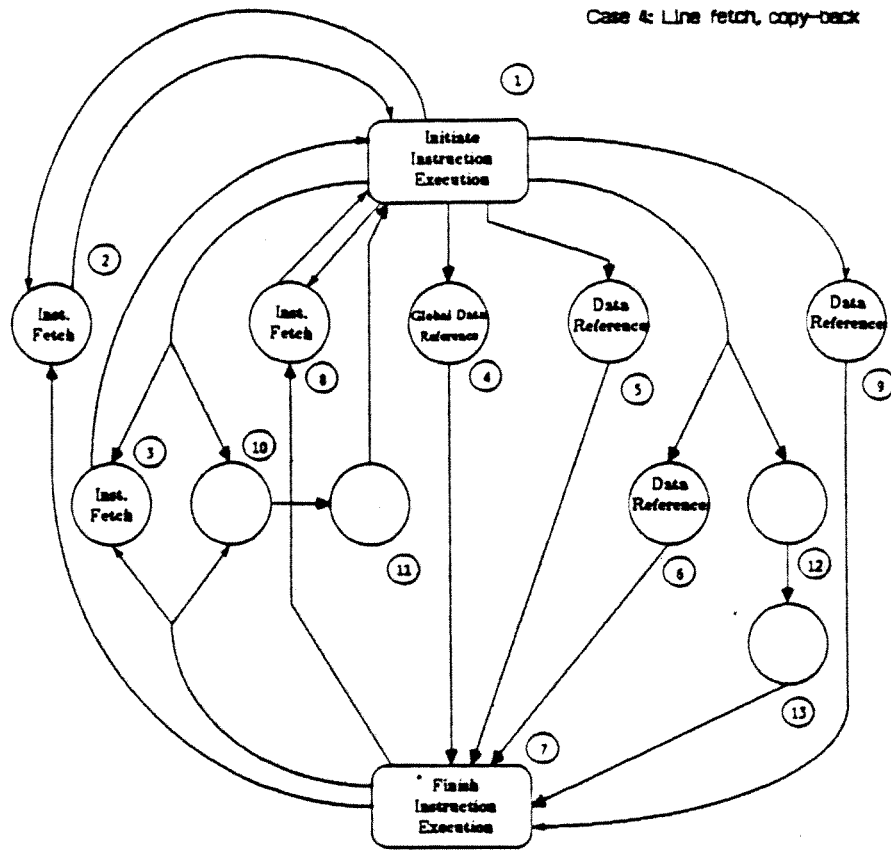 Case 4: Line fetch, copy-back
1
Initiate
Instruction
Execution
2
Inst.
Fetch
Inst.
Fetch
8
Global Data
Reference
4
Data
Reference
5
Data
Reference
9
3
Inst.
Fetch
10
11
Data
Reference
6
12
13
7
Finish
Instruction
Execution